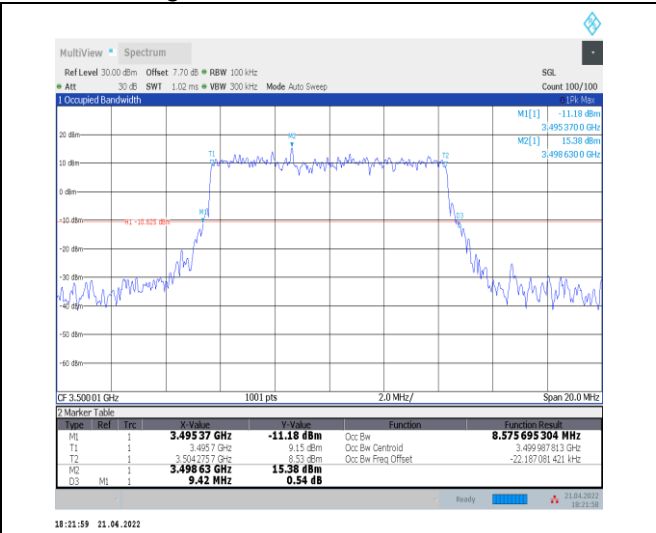 MultiView Spectrum
Ref Level 30.00 dBm Offset 7.70 dB RBW 100 kHz SGL
Att 30 dB SWT 1.02 ms VBW 300 kHz Mode Auto Sweep Count 100/100
1 Occupied Bandwidth 1Pk Max
M1[1] -11.18 dBm
3.495370 0 GHz
M2[1] 15.38 dBm
3.498630 0 GHz
20 dBm
M2
T1
T2
10 dBm
0 dBm
M1
D3
-10 dBm
H1 -10.625 dBm
-20 dBm
-30 dBm
-40 dBm
-50 dBm
-60 dBm
CF 3.50001 GHz 1001 pts 2.0 MHz/ Span 20.0 MHz
2 Marker Table
Type Ref Trc X-Value Y-Value Function Function Result
M1 1 3.49537 GHz -11.18 dBm Occ Bw 8.575695304 MHz
T1 1 3.4957 GHz 9.15 dBm Occ Bw Centroid 3.499987813 GHz
T2 1 3.5042757 GHz 8.53 dBm Occ Bw Freq Offset -22.187081421 kHz
M2 1 3.49863 GHz 15.38 dBm
D3 M1 1 9.42 MHz 0.54 dB
Ready 21.04.2022
18:21:58
18:21:59 21.04.2022